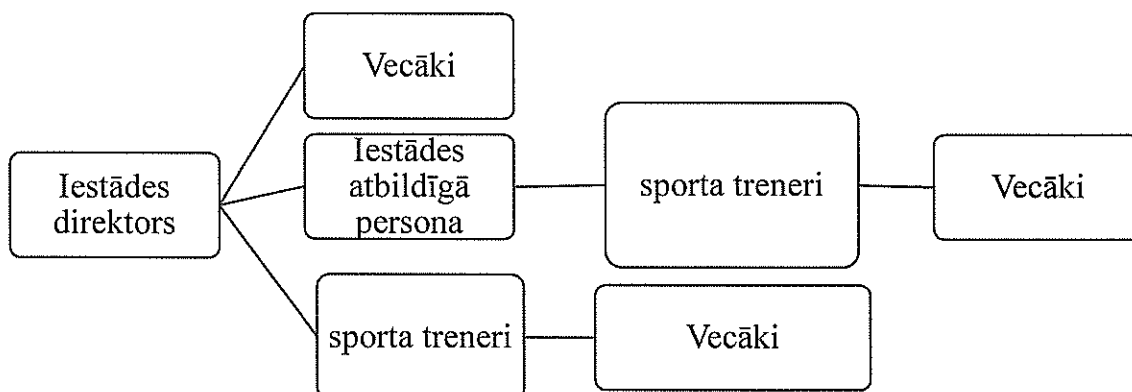 Vecāki
Iestādes
direktors
Iestādes
atbildīgā
persona
sporta treneri
Vecāki
sporta treneri
Vecāki